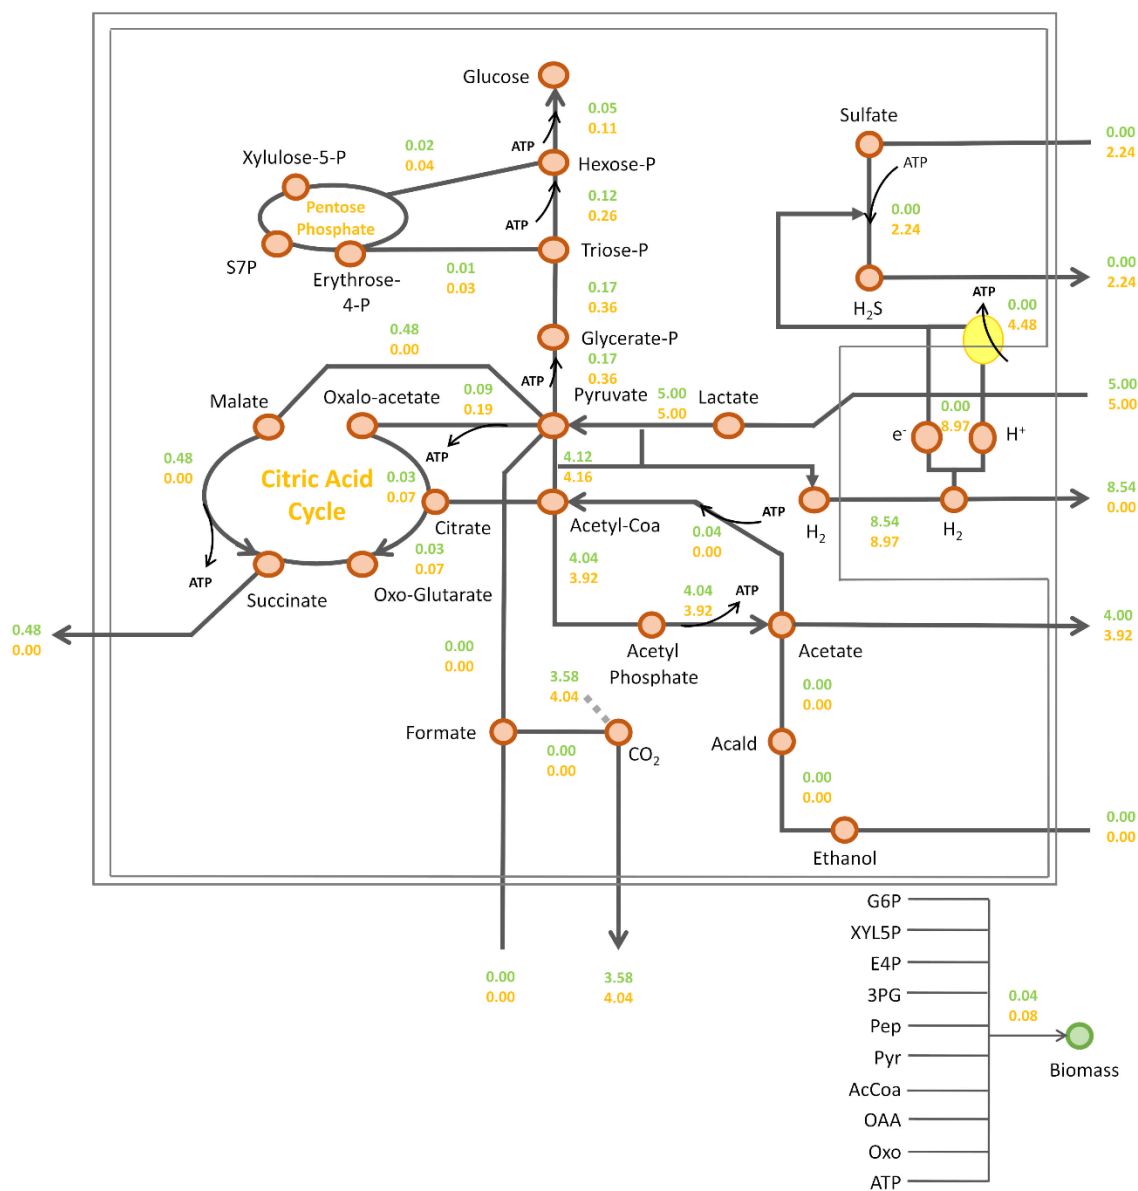 Glucose
0.05
0.11
ATP
Sulfate
0.00
2.24
ATP
Xylulose-5-P
0.02
0.04
Hexose-P
Pentose
Phosphate
0.12
0.26
ATP
0.00
2.24
S7P
Erythrose-
4-P
0.01
0.03
Triose-P
0.00
2.24
H2S
ATP
0.17
0.36
0.00
4.48
0.48
0.00
Glycerate-P
0.17
0.36
ATP
Malate
Oxalo-acetate
0.09
0.19
Pyruvate
5.00
5.00
Lactate
5.00
5.00
0.00
8.97
e-
H+
ATP
0.48
0.00
Citric Acid
Cycle
0.03
0.07
4.12
4.16
Citrate
Acetyl-Coa
0.04
0.00
ATP
H2
8.54
8.97
H2
8.54
0.00
0.03
0.07
4.04
3.92
ATP
Succinate
Oxo-Glutarate
4.04
3.92
ATP
0.48
0.00
Acetyl
Phosphate
Acetate
4.00
3.92
0.00
0.00
3.58
4.04
0.00
0.00
Formate
CO2
0.00
0.00
Acald
0.00
0.00
Ethanol
0.00
0.00
0.00
0.00
3.58
4.04
G6P
XYL5P
E4P
3PG
Pep
Pyr
AcCoa
OAA
Oxo
ATP
0.04
0.08
Biomass